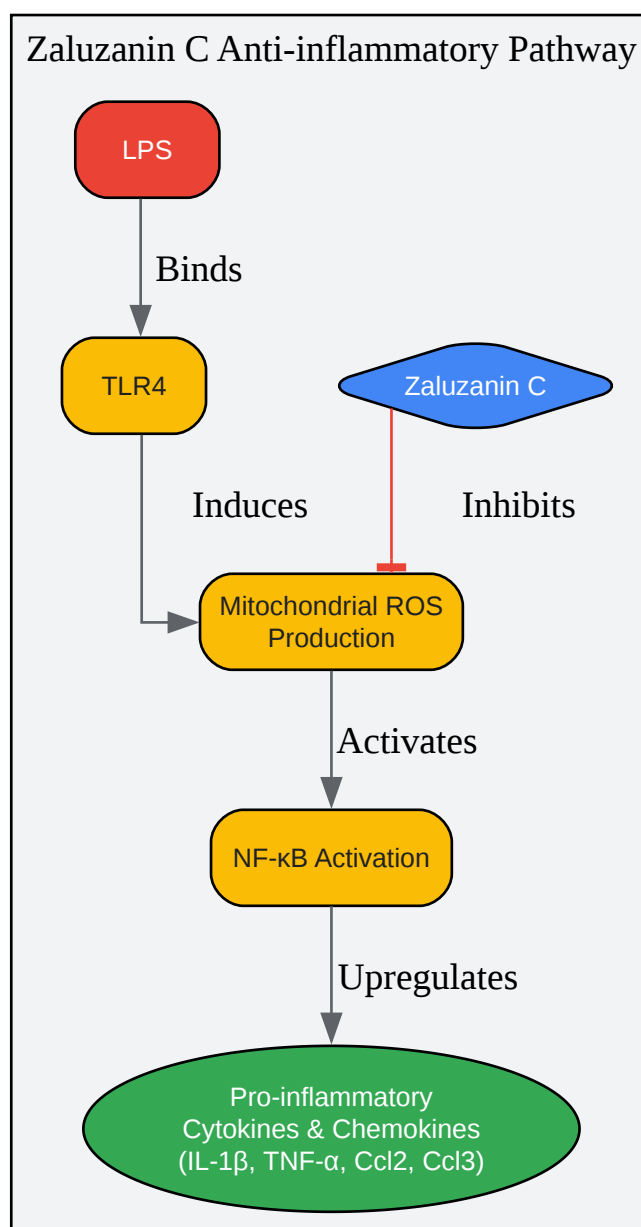 Zaluzanin C Anti-inflammatory Pathway
LPS
Binds
TLR4
Zaluzanin C
Induces
Inhibits
Mitochondrial ROS
Production
Activates
NF-κB Activation
Upregulates
Pro-inflammatory
Cytokines & Chemokines
(IL-1β, TNF-α, Ccl2, Ccl3)